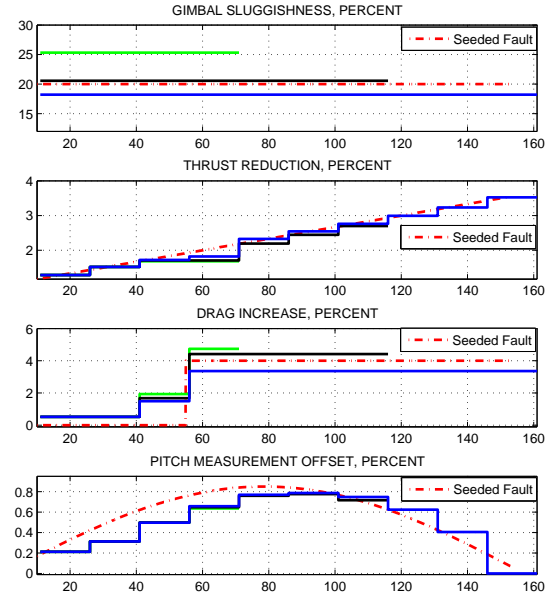 GIMBAL SLUGGISHNESS, PERCENT
30
25
20
15
Seeded Fault
20 40 60 80 100 120 140 160
THRUST REDUCTION, PERCENT
4
3
2
Seeded Fault
20 40 60 80 100 120 140 160
DRAG INCREASE, PERCENT
6
4
2
0
Seeded Fault
20 40 60 80 100 120 140 160
PITCH MEASUREMENT OFFSET, PERCENT
0.8
0.6
0.4
0.2
0
Seeded Fault
20 40 60 80 100 120 140 160